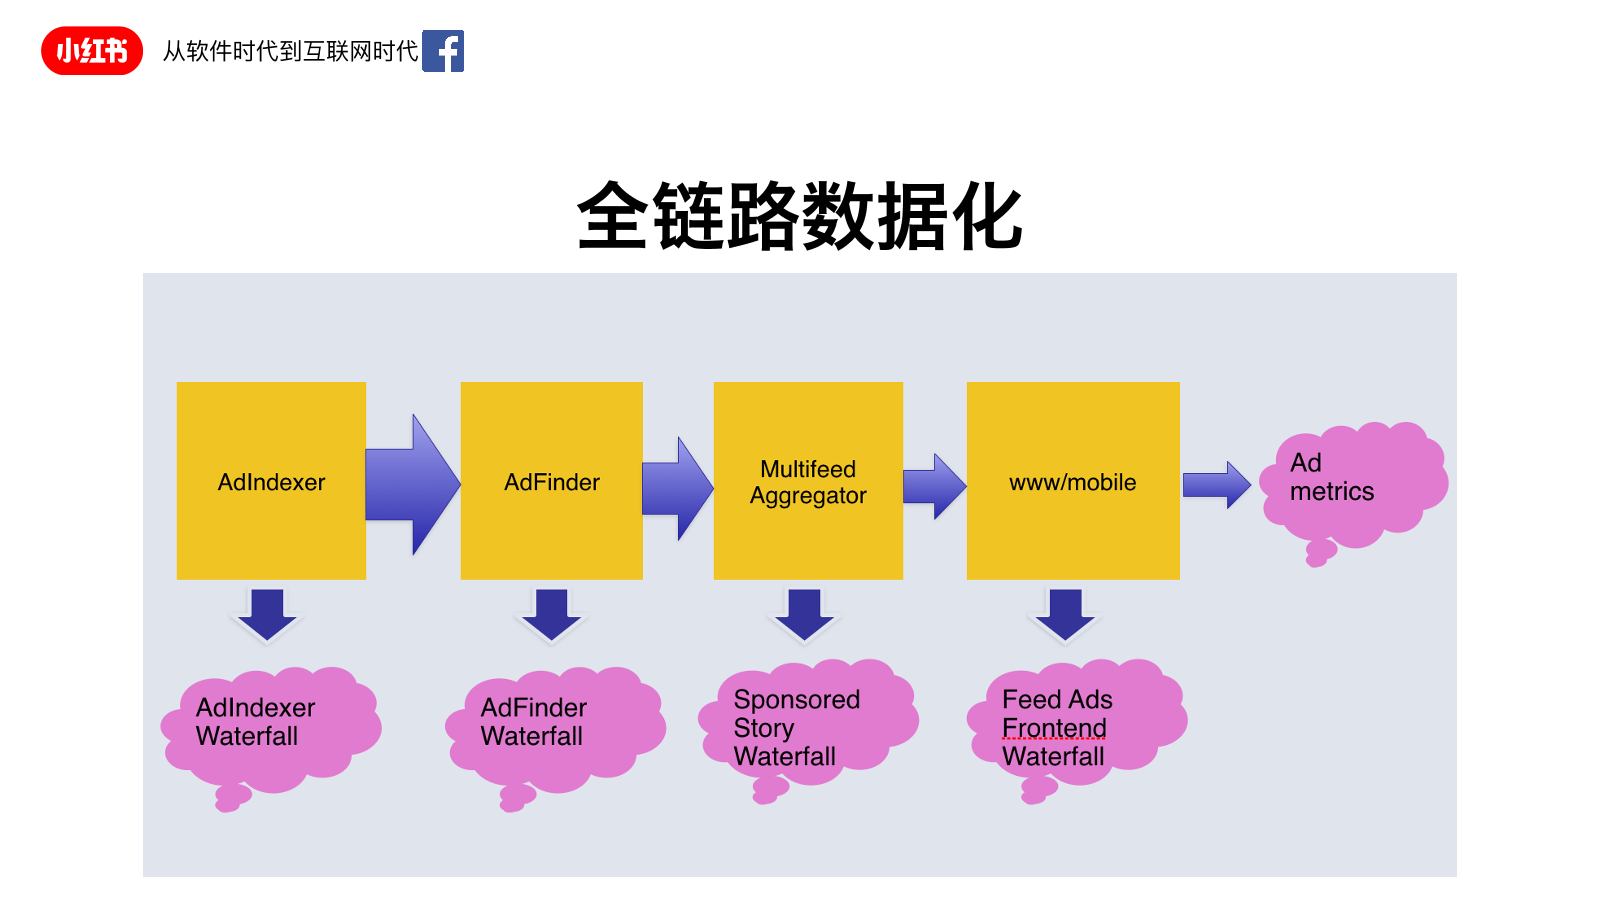 小红书
从软件时代到互联网时代
f
全链路数据化
AdIndexer
AdFinder
Multifeed
Aggregator
www/mobile
Ad
metrics
AdIndexer
Waterfall
AdFinder
Waterfall
Sponsored
Story
Waterfall
Feed Ads
Frontend
Waterfall